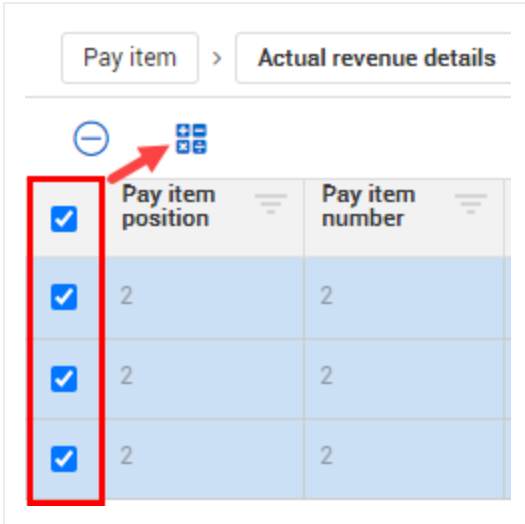 Pay item > Actual revenue details
Pay item position
Pay item number
2 2
2 2
2 2